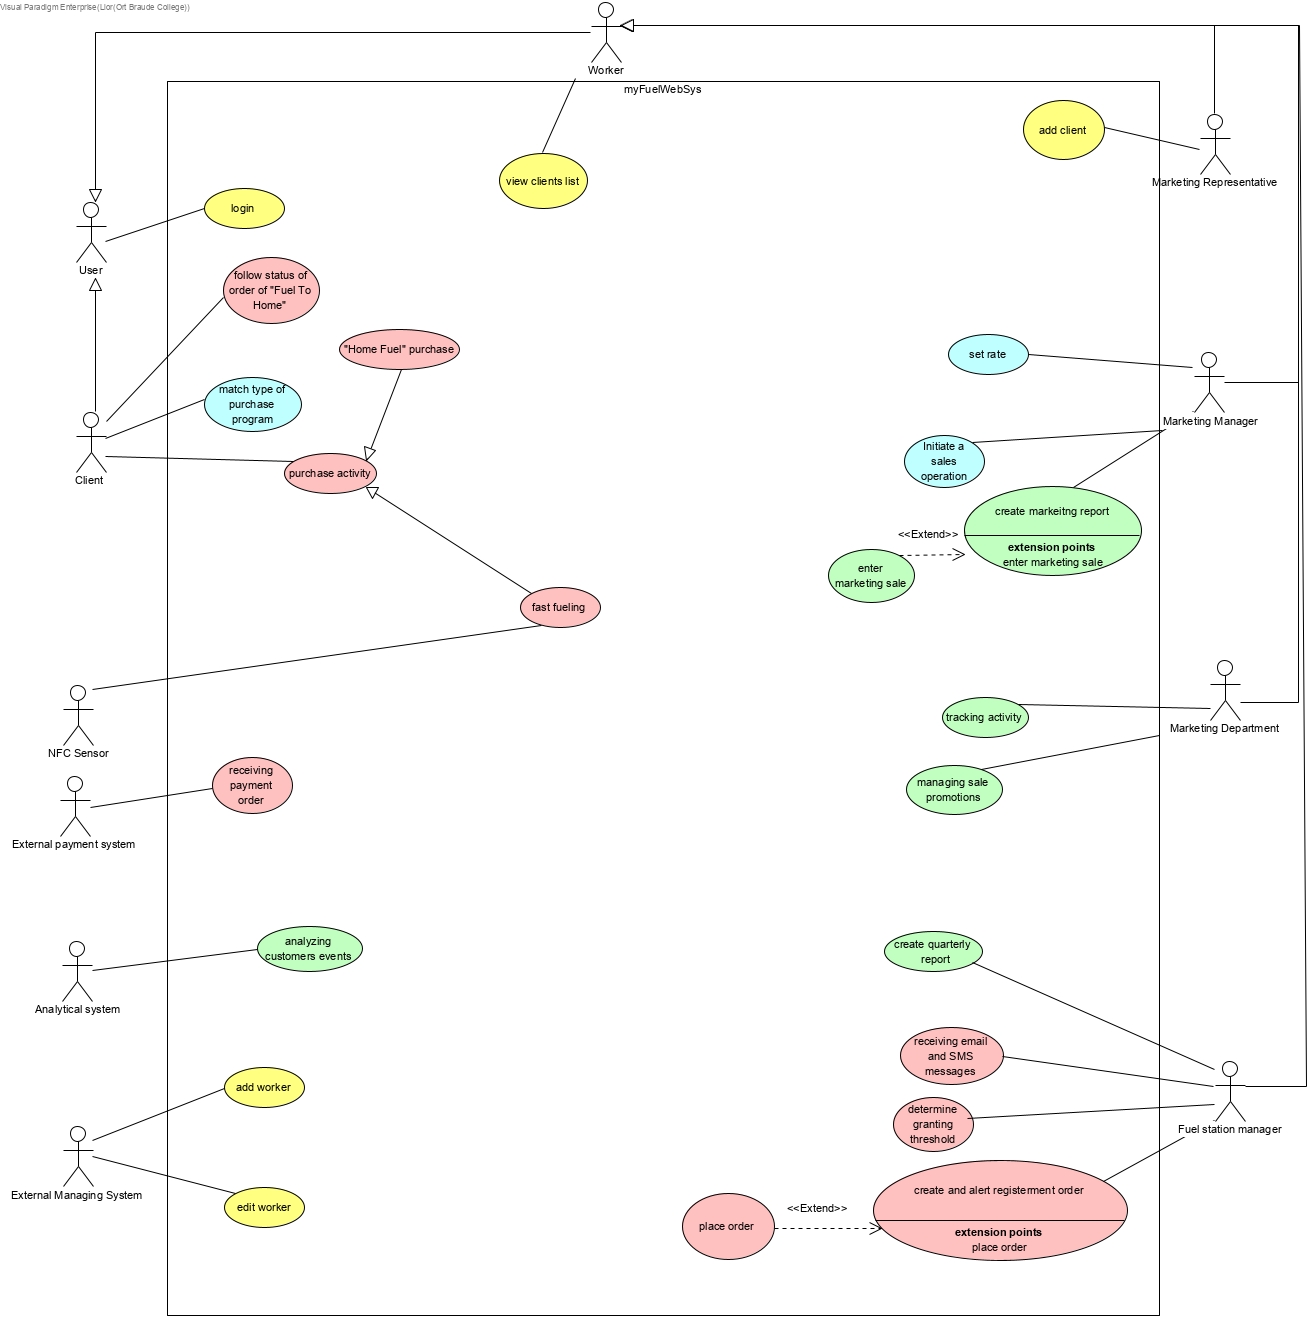 Visual Paradigm Enterprise(Lior(Ort Braude College))
Worker
myFuelWebSys
add client
view clients list
Marketing Representative
login
User
follow status of
order of "Fuel To
Home"
"Home Fuel" purchase
set rate
match type of
purchase
program
Marketing Manager
Client
purchase activity
Initiate a
sales
operation
create markeitng report
<<Extend>>
extension points
enter marketing sale
enter
marketing sale
fast fueling
NFC Sensor
tracking activity
Marketing Department
receiving
payment
order
managing sale
promotions
External payment system
analyzing
customers events
create quarterly
report
Analytical system
receiving email
and SMS
messages
add worker
determine
granting
threshold
Fuel station manager
External Managing System
create and alert registerment order
edit worker
<<Extend>>
place order
extension points
place order